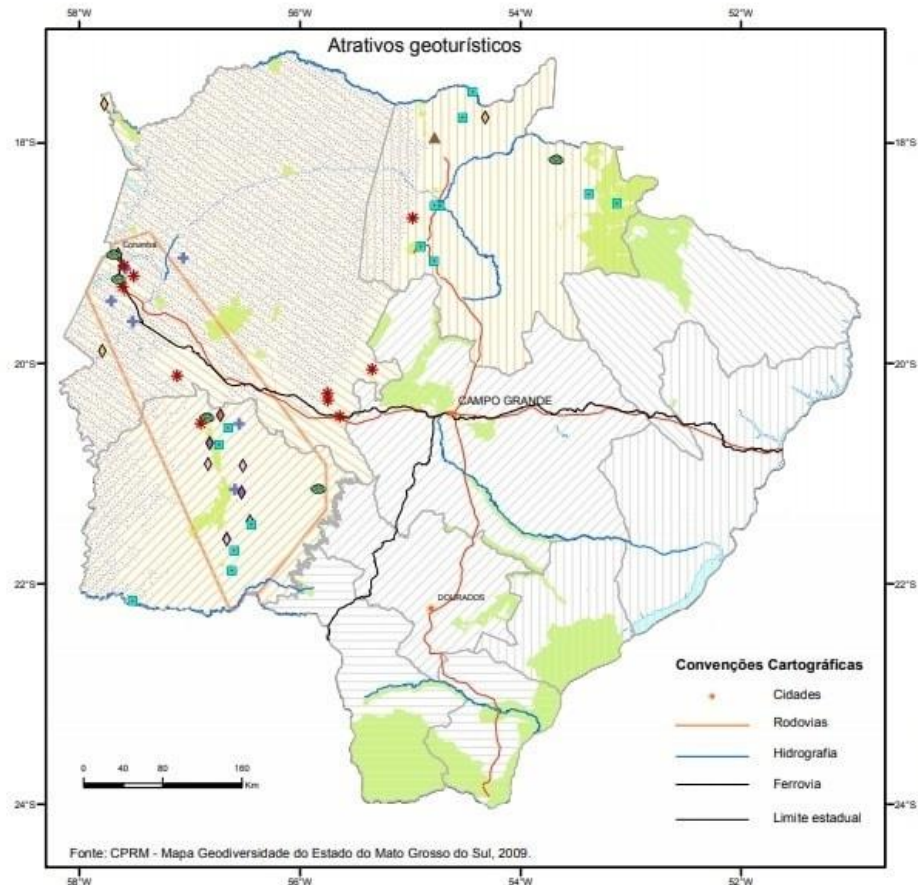 58°W 56°W 54°W 52°W
Atrativos geoturísticos
18°S 18°S
Corumbá
20°S 20°S
CAMPO GRANDE
22°S 22°S
DOURADOS
Convenções Cartográficas
Cidades
Rodovias
Hidrografia
Ferrovia
Limite estadual
0 40 80 160
Km
24°S 24°S
Fonte: CPRM - Mapa Geodiversidade do Estado do Mato Grosso do Sul, 2009.
58°W 56°W 54°W 52°W